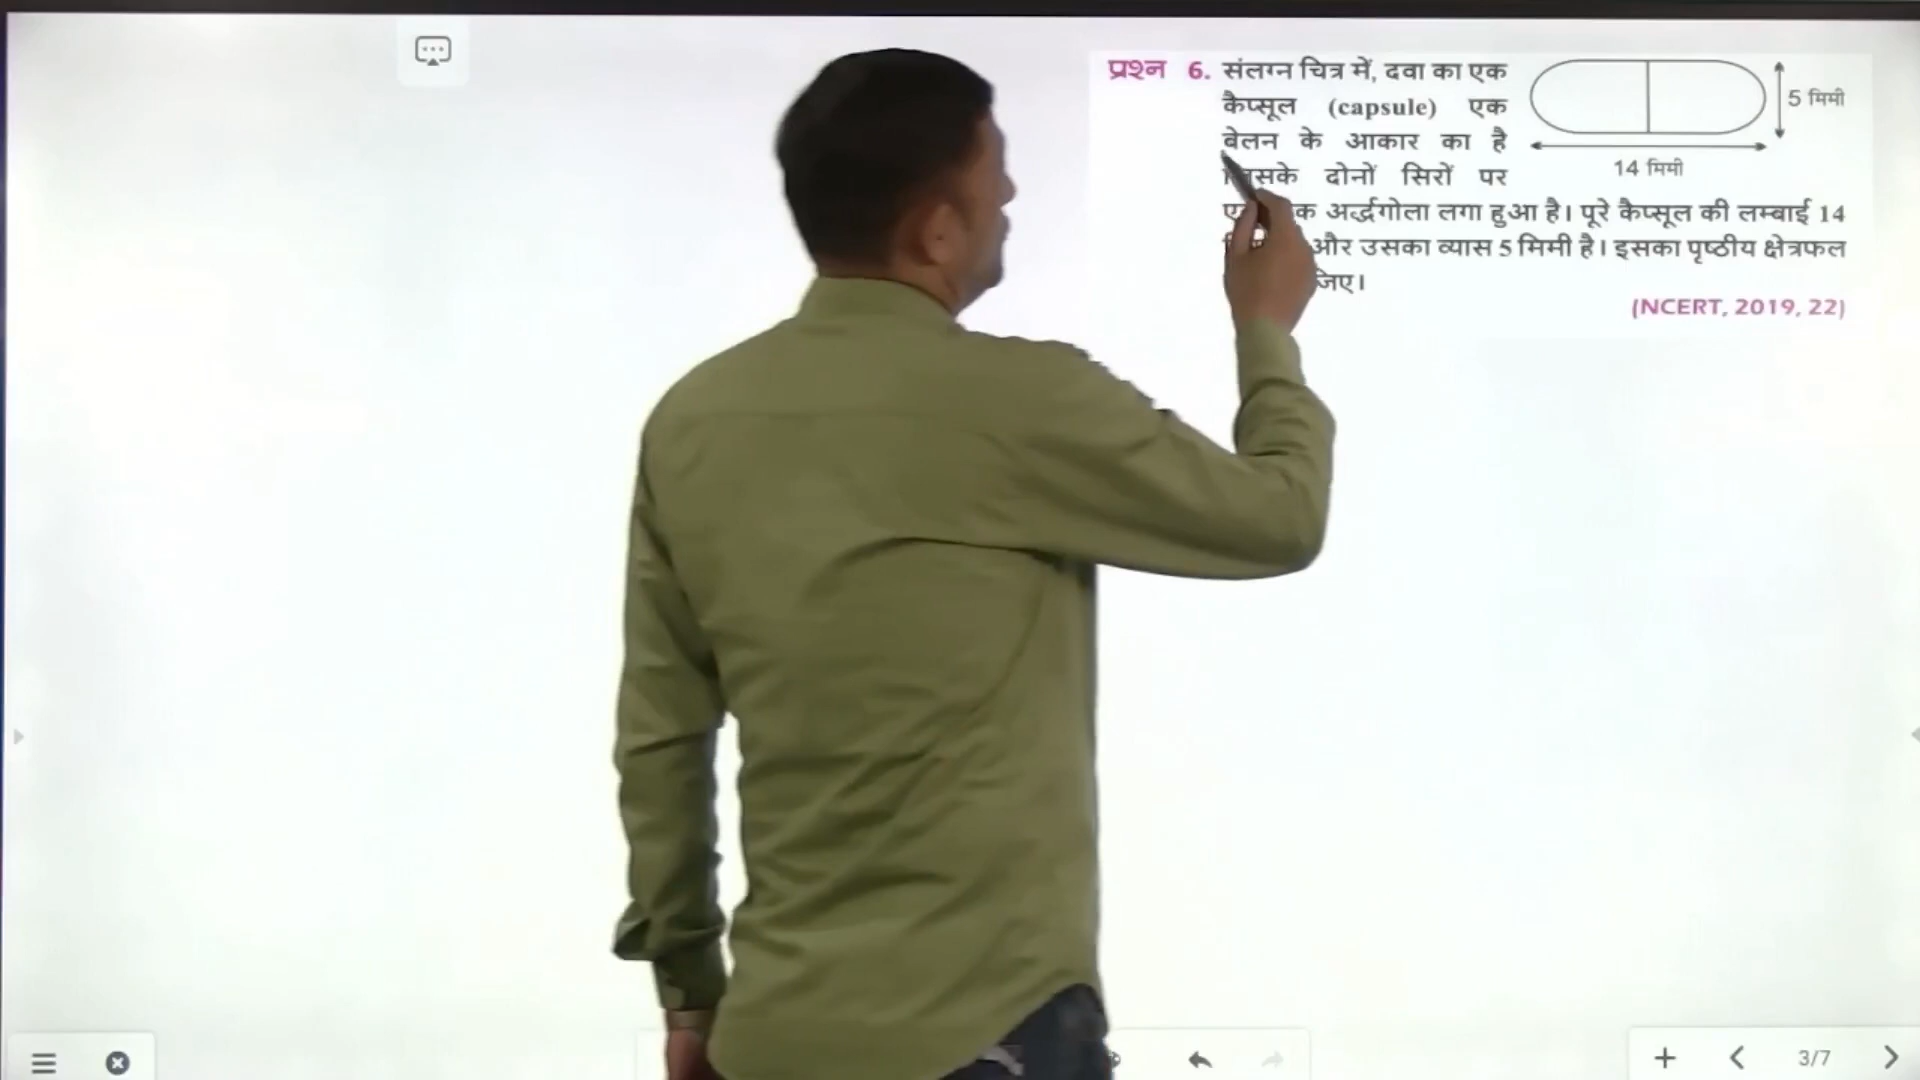 प्रश्न 6. संलग्न चित्र में, दवा का एक
कैप्सूल (capsule) एक
बेलन के आकार का है
दोनों सिरों पर
अर्द्धगोला लगा हुआ है। पूरे कैप्सूल की लम्बाई 14
और उसका व्यास 5 मिमी है। इसका पृष्ठीय क्षेत्रफल
(NCERT, 2019, 22)
5 मिमी
14 मिमी
3/7